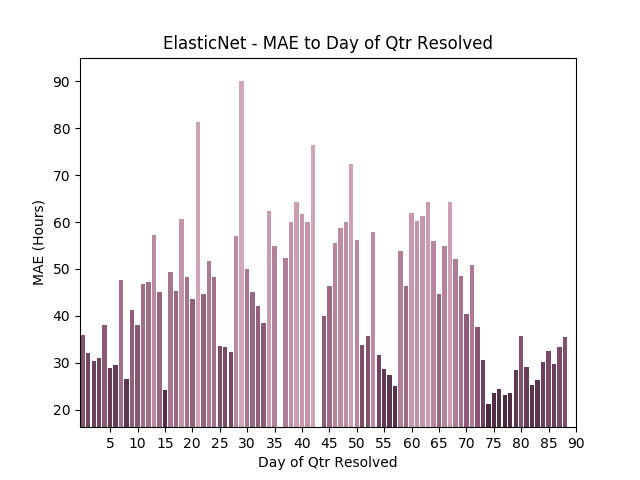 ElasticNet - MAE to Day of Qtr Resolved
90
80
70
60
50
40
30
20
MAE (Hours)
5 10 15 20 25 30 35 40 45 50 55 60 65 70 75 80 85 90
Day of Qtr Resolved